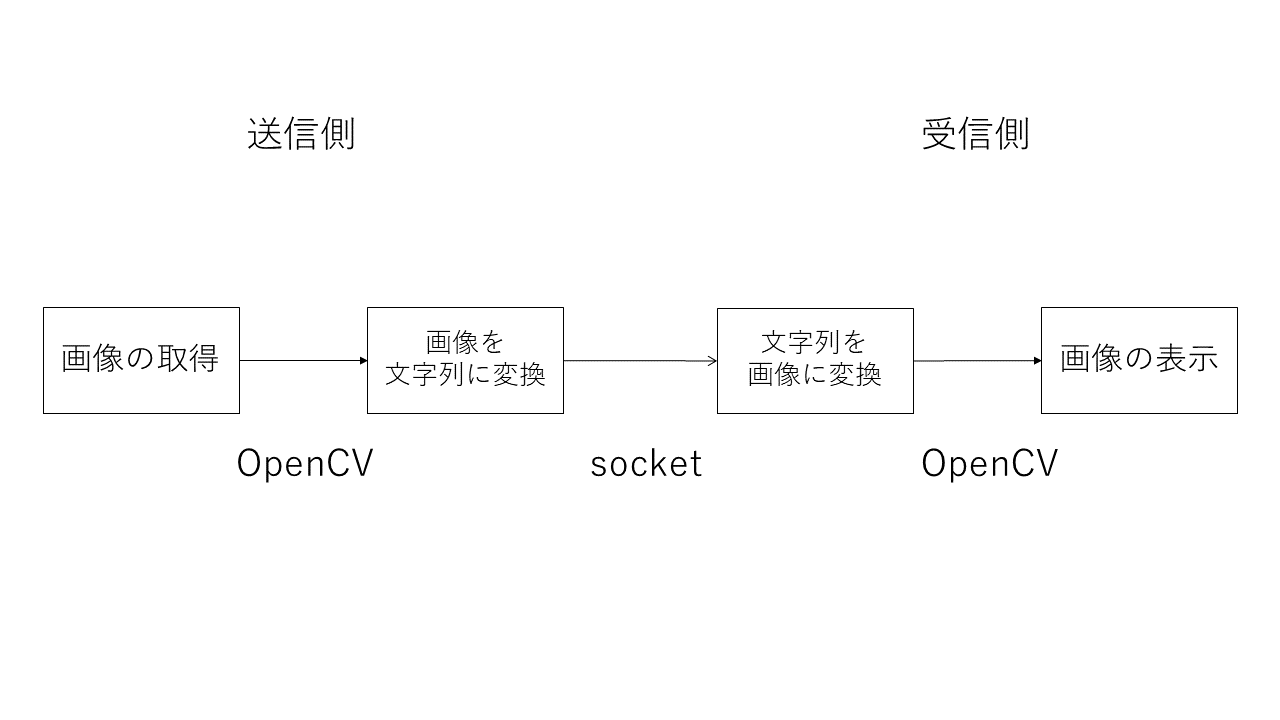 送信側
受信側
画像の取得
画像を
文字列に変換
文字列を
画像に変換
画像の表示
OpenCV
socket
OpenCV